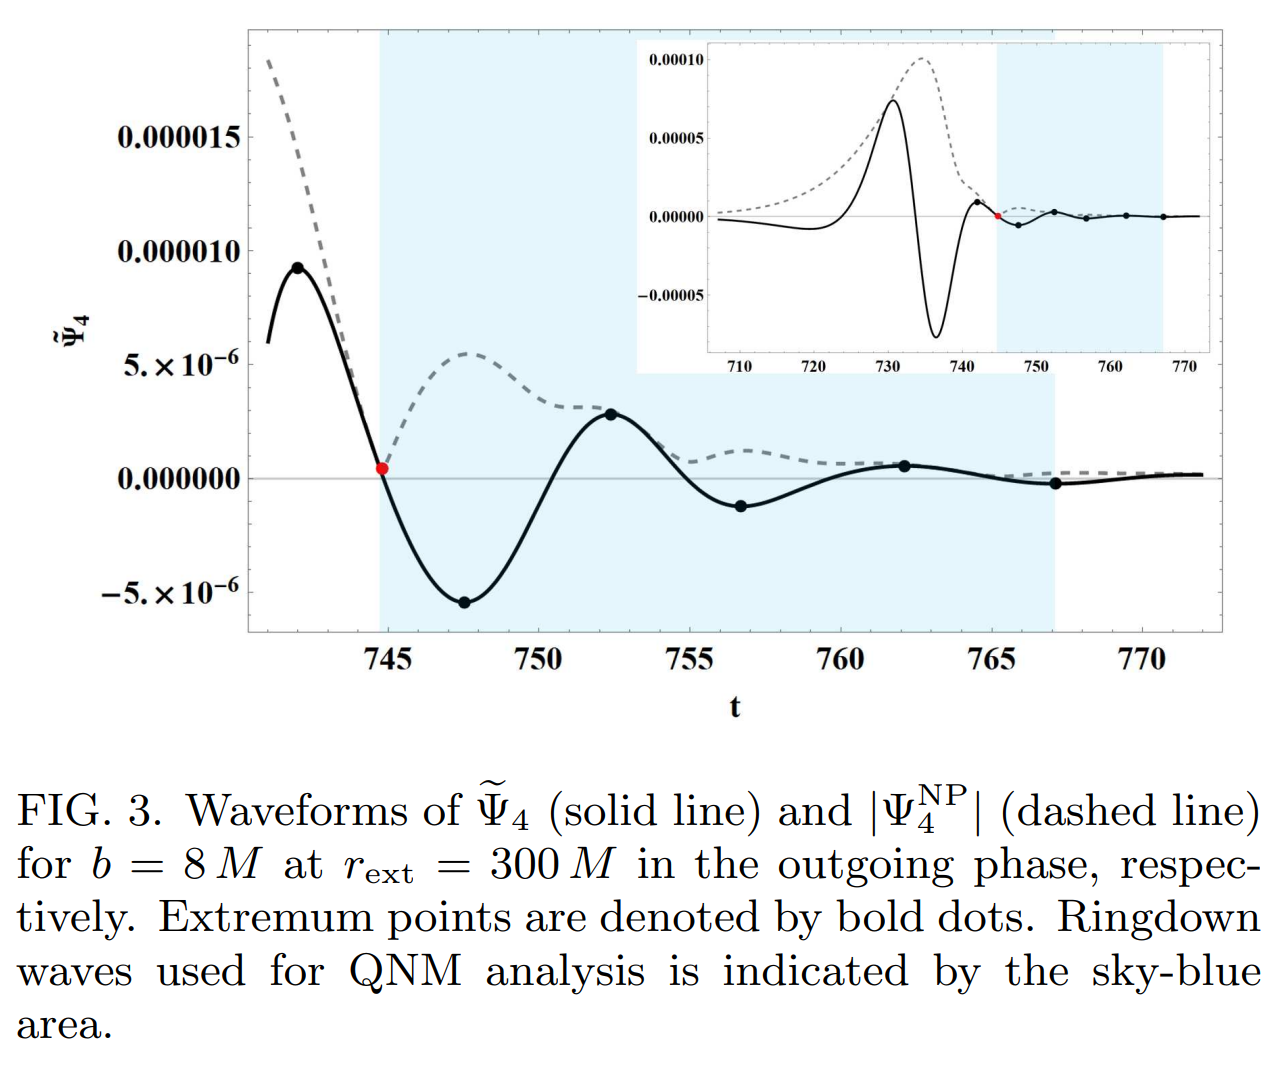 0.000015
0.000010
5.×10⁻⁶
0.000000
−5.×10⁻⁶
Ψ̃₄
745 750 755 760 765 770
t
0.00010
0.00005
0.00000
−0.00005
710 720 730 740 750 760 770
FIG. 3. Waveforms of Ψ̃₄ (solid line) and |Ψ₄ᴺᴾ| (dashed line)
for b = 8 M at r_ext = 300 M in the outgoing phase, respec-
tively. Extremum points are denoted by bold dots. Ringdown
waves used for QNM analysis is indicated by the sky-blue
area.